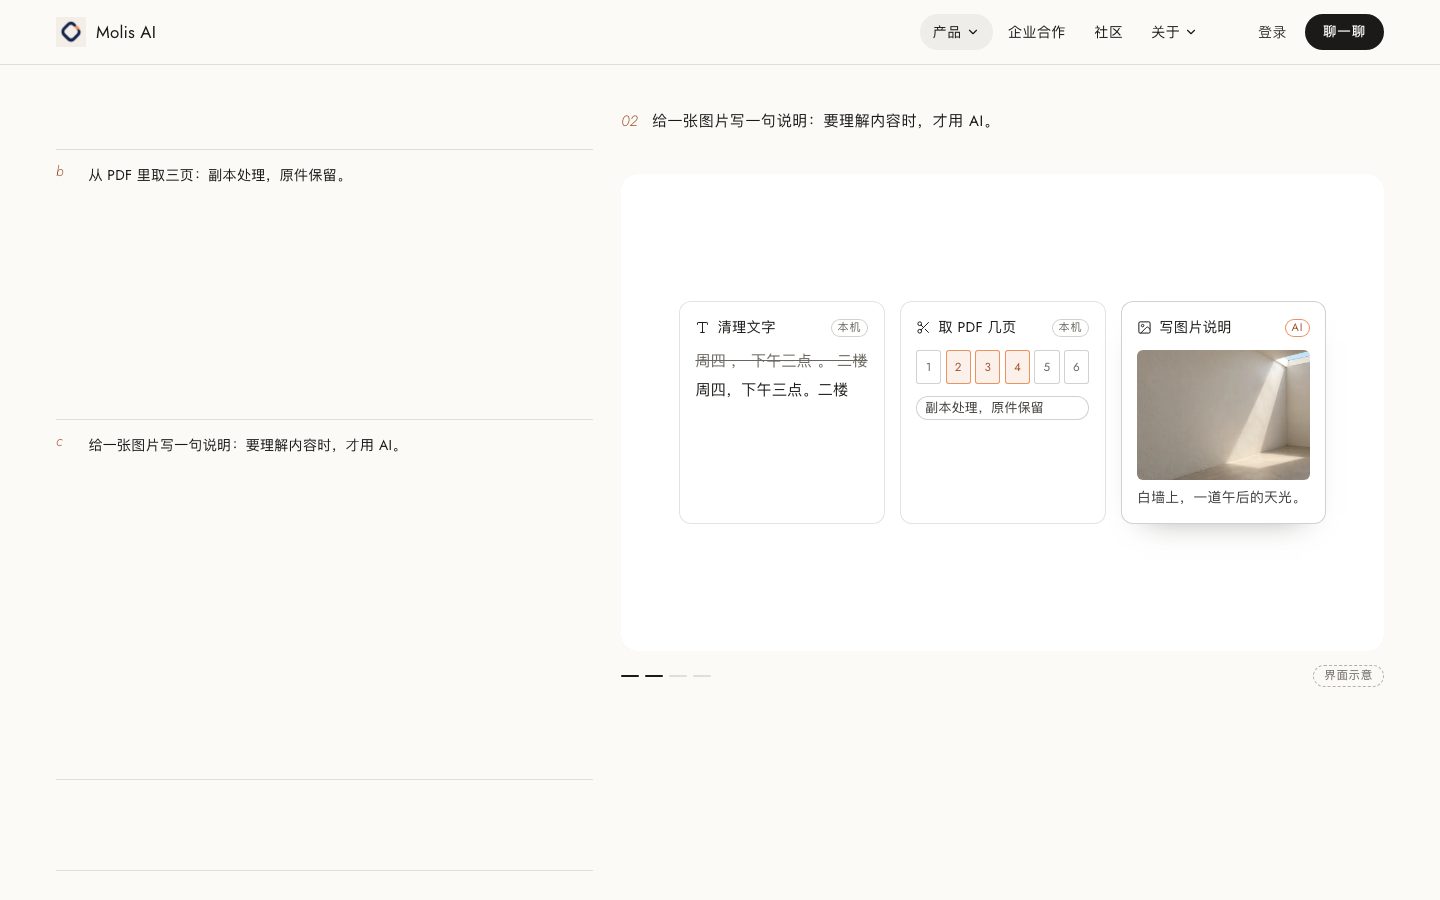 Molis AI
产品
企业合作
社区
关于
登录
聊一聊
b 从 PDF 里取三页：副本处理，原件保留。
c 给一张图片写一句说明：要理解内容时，才用 AI。
02 给一张图片写一句说明：要理解内容时，才用 AI。
清理文字 本机
周四 ， 下午三点 。 二楼
周四，下午三点。二楼
取 PDF 几页 本机
1 2 3 4 5 6
副本处理，原件保留
写图片说明 AI
白墙上，一道午后的天光。
界面示意